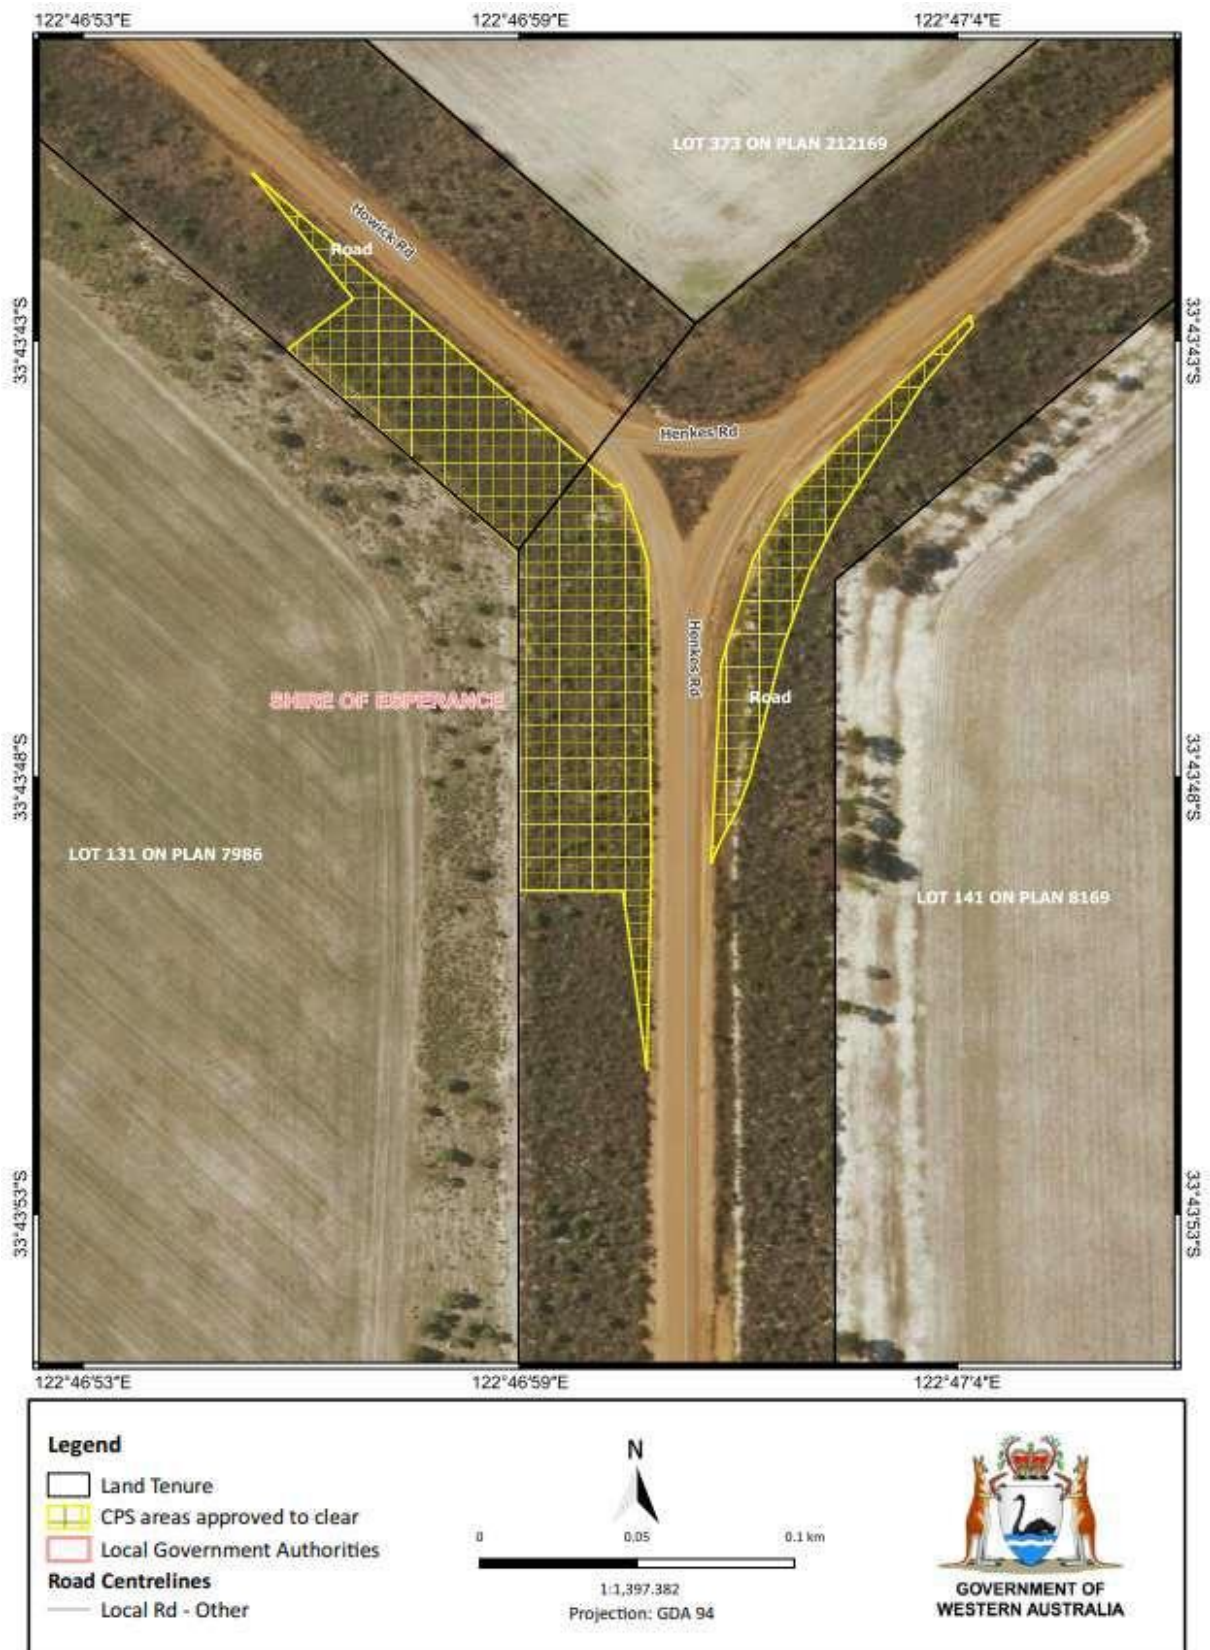 122°46'53"E
122°46'59"E
122°47'4"E
LOT 373 ON PLAN 212169
Howick Rd
Road
33°43'43"S
33°43'43"S
Henkes Rd
Henkes Rd
SHIRE OF ESPERANCE
Road
33°43'48"S
33°43'48"S
LOT 131 ON PLAN 7986
LOT 141 ON PLAN 8169
33°43'53"S
33°43'53"S
122°46'53"E
122°46'59"E
122°47'4"E
Legend
Land Tenure
CPS areas approved to clear
Local Government Authorities
Road Centrelines
Local Rd - Other
N
0
0.05
0.1 km
1:1,397.382
Projection: GDA 94
GOVERNMENT OF
WESTERN AUSTRALIA